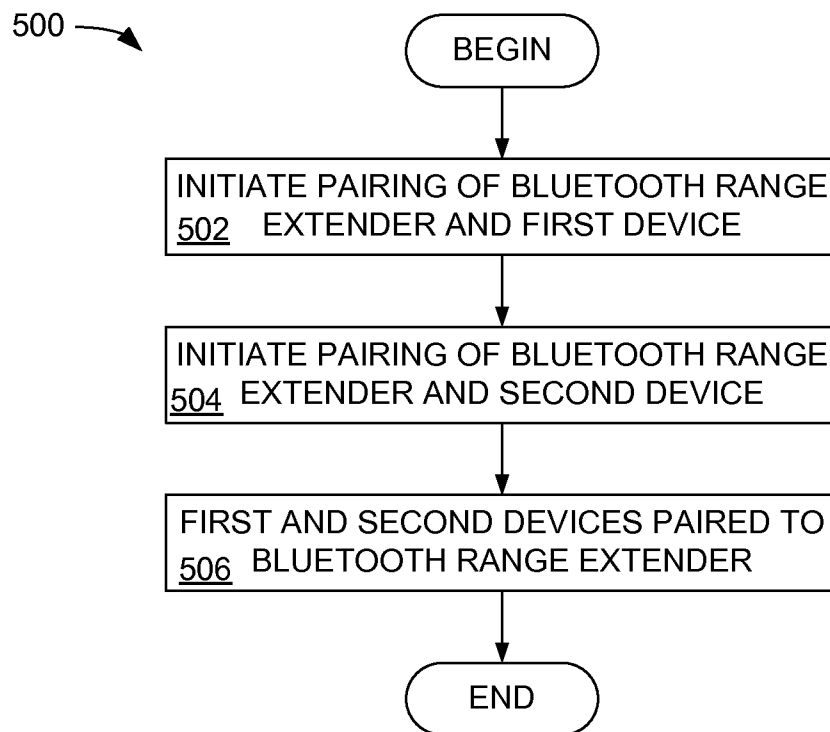 500
BEGIN
INITIATE PAIRING OF BLUETOOTH RANGE
502 EXTENDER AND FIRST DEVICE
INITIATE PAIRING OF BLUETOOTH RANGE
504 EXTENDER AND SECOND DEVICE
FIRST AND SECOND DEVICES PAIRED TO
506 BLUETOOTH RANGE EXTENDER
END